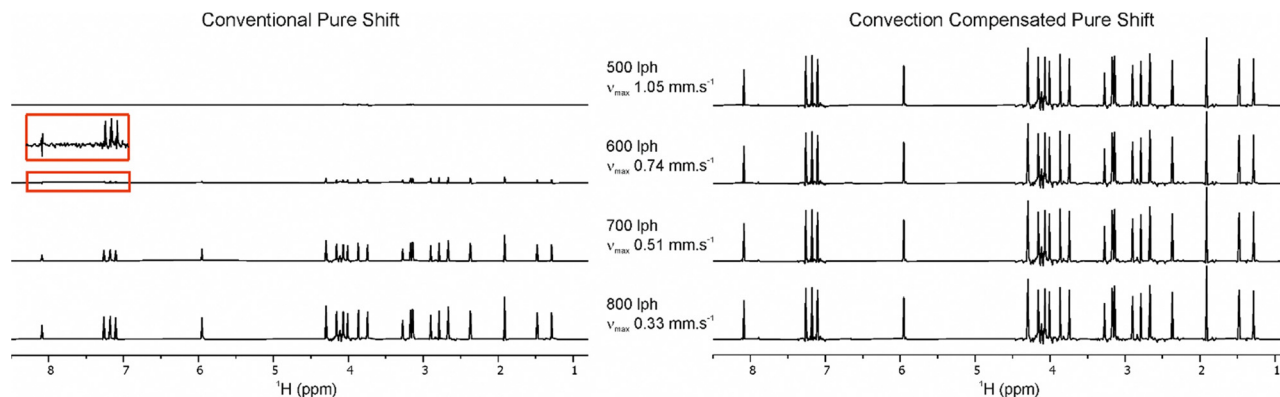 Conventional Pure Shift
Convection Compensated Pure Shift
500 lph
νmax 1.05 mm.s⁻¹
600 lph
νmax 0.74 mm.s⁻¹
700 lph
νmax 0.51 mm.s⁻¹
800 lph
νmax 0.33 mm.s⁻¹
8 7 6 5 4 3 2 1
¹H (ppm)
8 7 6 5 4 3 2 1
¹H (ppm)